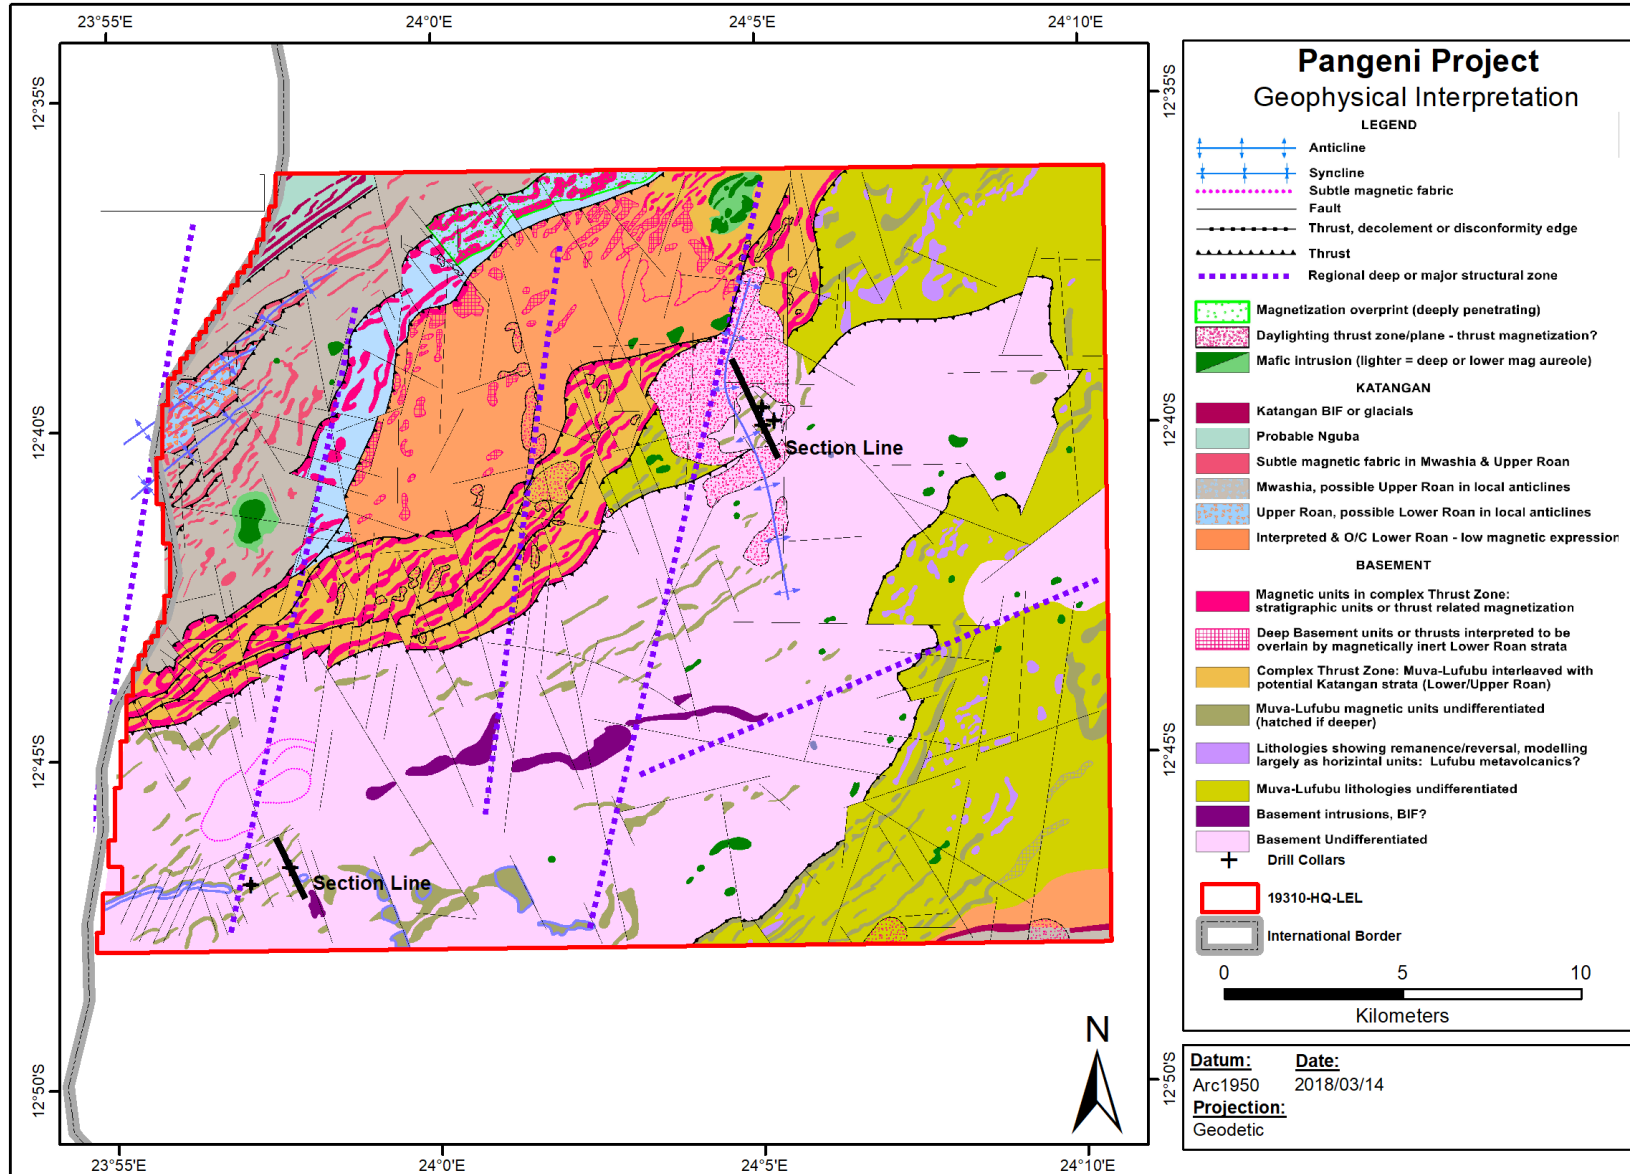 23°55'E
24°0'E
24°5'E
24°10'E
12°35'S
12°40'S
12°45'S
12°50'S
12°35'S
12°40'S
12°45'S
12°50'S
Section Line
Section Line
23°55'E
24°0'E
24°5'E
24°10'E
N
Pangeni Project
Geophysical Interpretation
LEGEND
Anticline
Syncline
Subtle magnetic fabric
Fault
Thrust, decolement or disconformity edge
Thrust
Regional deep or major structural zone
Magnetization overprint (deeply penetrating)
Daylighting thrust zone/plane - thrust magnetization?
Mafic intrusion (lighter = deep or lower mag aureole)
KATANGAN
Katangan BIF or glacials
Probable Nguba
Subtle magnetic fabric in Mwashia & Upper Roan
Mwashia, possible Upper Roan in local anticlines
Upper Roan, possible Lower Roan in local anticlines
Interpreted & O/C Lower Roan - low magnetic expression
BASEMENT
Magnetic units in complex Thrust Zone:
stratigraphic units or thrust related magnetization
Deep Basement units or thrusts interpreted to be
overlain by magnetically inert Lower Roan strata
Complex Thrust Zone: Muva-Lufubu interleaved with
potential Katangan strata (Lower/Upper Roan)
Muva-Lufubu magnetic units undifferentiated
(hatched if deeper)
Lithologies showing remanence/reversal, modelling
largely as horizintal units: Lufubu metavolcanics?
Muva-Lufubu lithologies undifferentiated
Basement intrusions, BIF?
Basement Undifferentiated
Drill Collars
19310-HQ-LEL
International Border
0 5 10
Kilometers
Datum: Date:
Arc1950 2018/03/14
Projection:
Geodetic